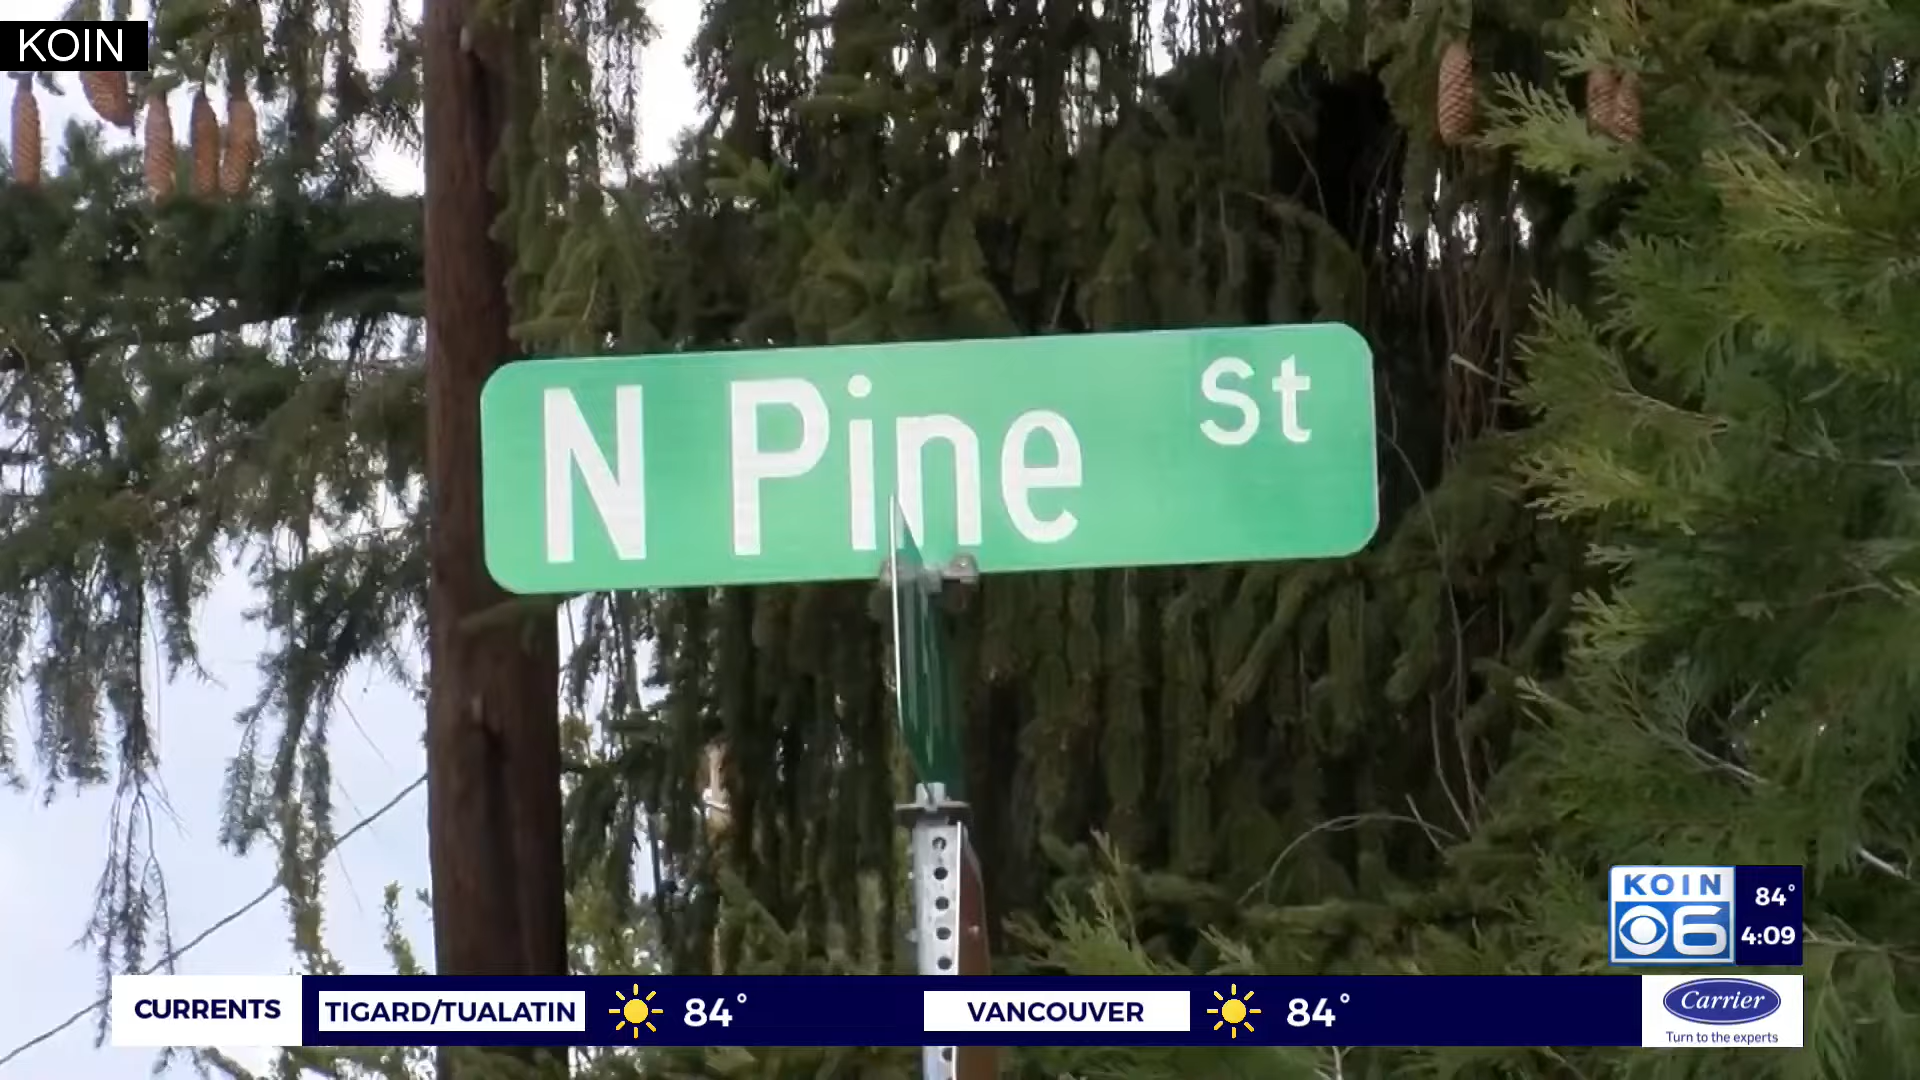 KOIN
N Pine St
KOIN
6
84°
4:09
CURRENTS
TIGARD/TUALATIN
84°
VANCOUVER
84°
Carrier
Turn to the experts